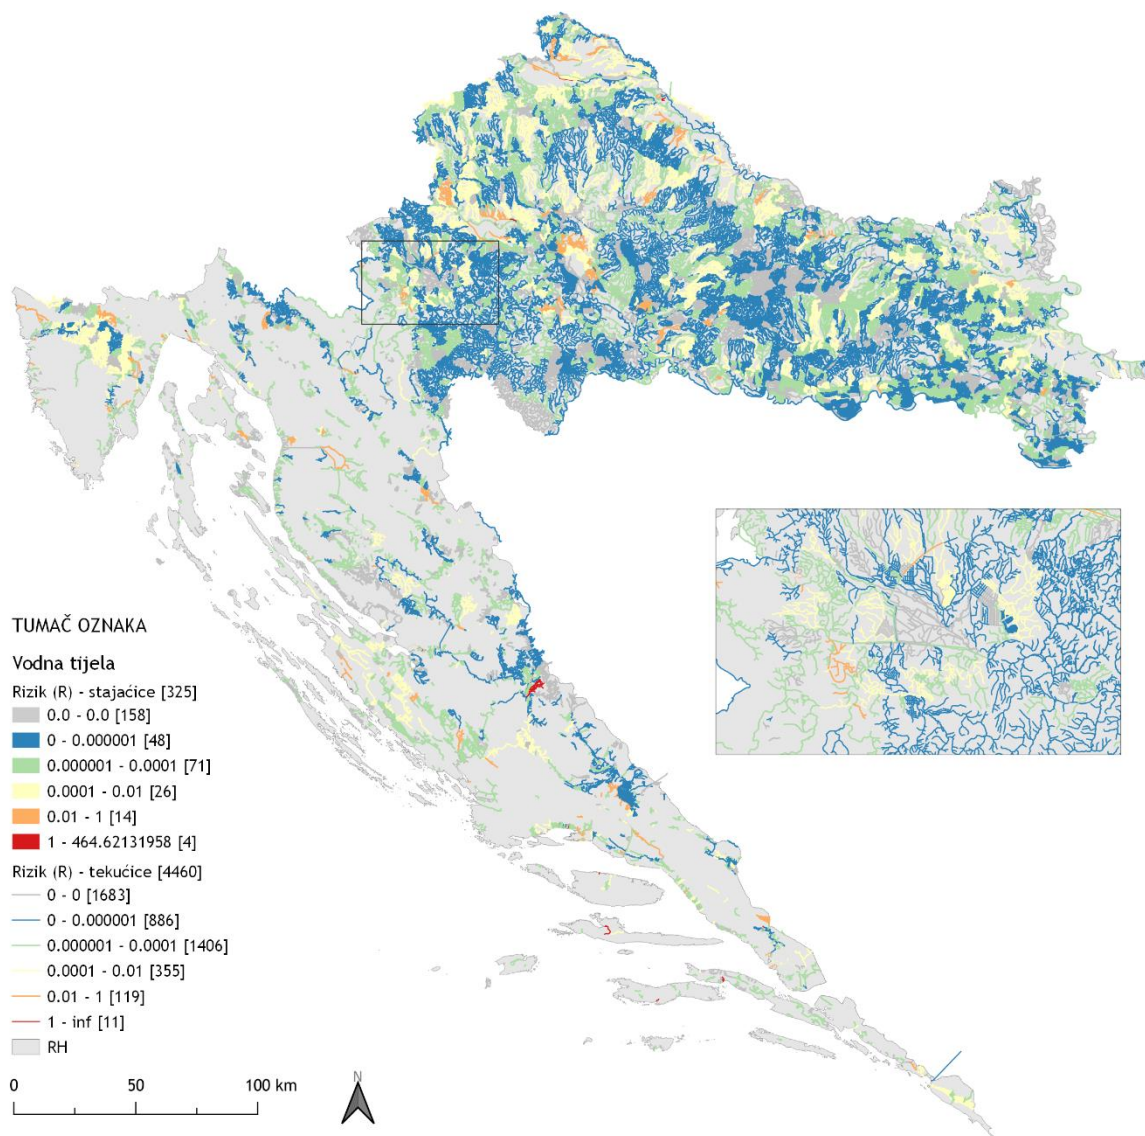 TUMAČ OZNAKA
Vodna tijela
Rizik (R) - stajaćice [325]
0.0 - 0.0 [158]
0 - 0.000001 [48]
0.000001 - 0.0001 [71]
0.0001 - 0.01 [26]
0.01 - 1 [14]
1 - 464.62131958 [4]
Rizik (R) - tekućice [4460]
0 - 0 [1683]
0 - 0.000001 [886]
0.000001 - 0.0001 [1406]
0.0001 - 0.01 [355]
0.01 - 1 [119]
1 - inf [11]
RH
0 50 100 km
N